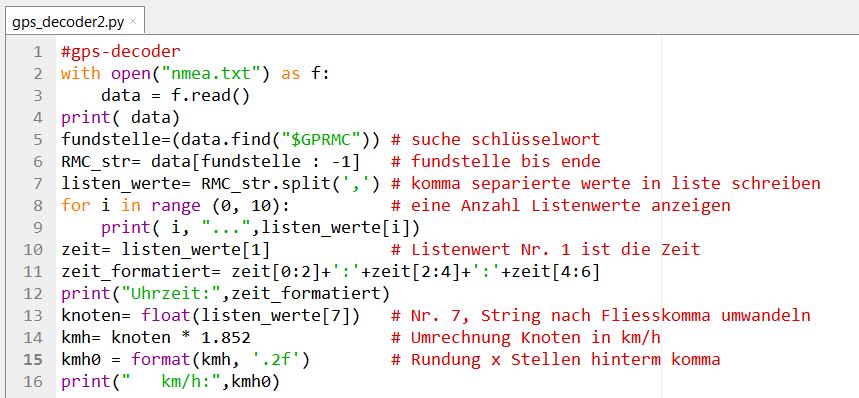 gps_decoder2.py ×
1 #gps-decoder
2 with open("nmea.txt") as f:
3     data = f.read()
4 print( data)
5 fundstelle=(data.find("$GPRMC")) # suche schlüsselwort
6 RMC_str= data[fundstelle : -1]   # fundstelle bis ende
7 listen_werte= RMC_str.split(',') # komma separierte werte in liste schreiben
8 for i in range (0, 10):          # eine Anzahl Listenwerte anzeigen
9     print( i, "...",listen_werte[i])
10 zeit= listen_werte[1]            # Listenwert Nr. 1 ist die Zeit
11 zeit_formatiert= zeit[0:2]+':'+zeit[2:4]+':'+zeit[4:6]
12 print("Uhrzeit:",zeit_formatiert)
13 knoten= float(listen_werte[7])   # Nr. 7, String nach Fliesskomma umwandeln
14 kmh= knoten * 1.852              # Umrechnung Knoten in km/h
15 kmh0 = format(kmh, '.2f')        # Rundung x Stellen hinterm komma
16 print("   km/h:",kmh0)